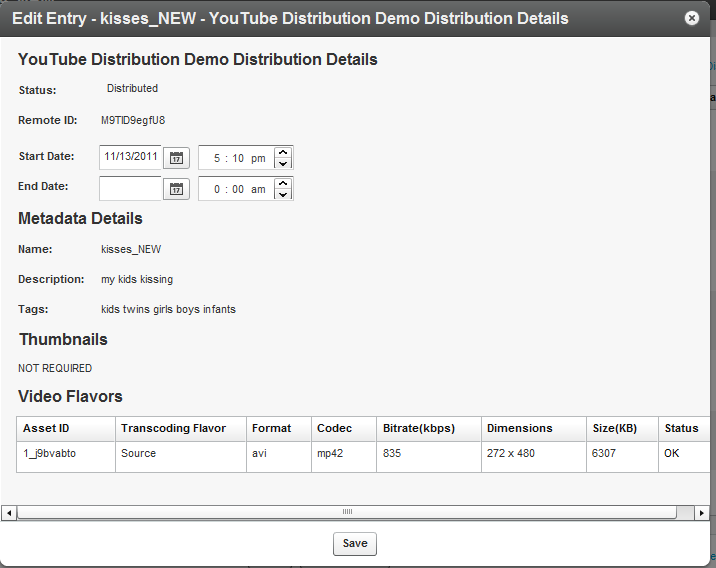 Edit Entry - kisses_NEW - YouTube Distribution Demo Distribution Details
YouTube Distribution Demo Distribution Details
Status: Distributed
Remote ID: M9TlD9egfU8
Start Date: 11/13/2011 17 5 : 10 pm
End Date: 17 0 : 00 am
Metadata Details
Name: kisses_NEW
Description: my kids kissing
Tags: kids twins girls boys infants
Thumbnails
NOT REQUIRED
Video Flavors
Asset ID Transcoding Flavor Format Codec Bitrate(kbps) Dimensions Size(KB) Status
1_j9bvabto Source avi mp42 835 272 x 480 6307 OK
Save